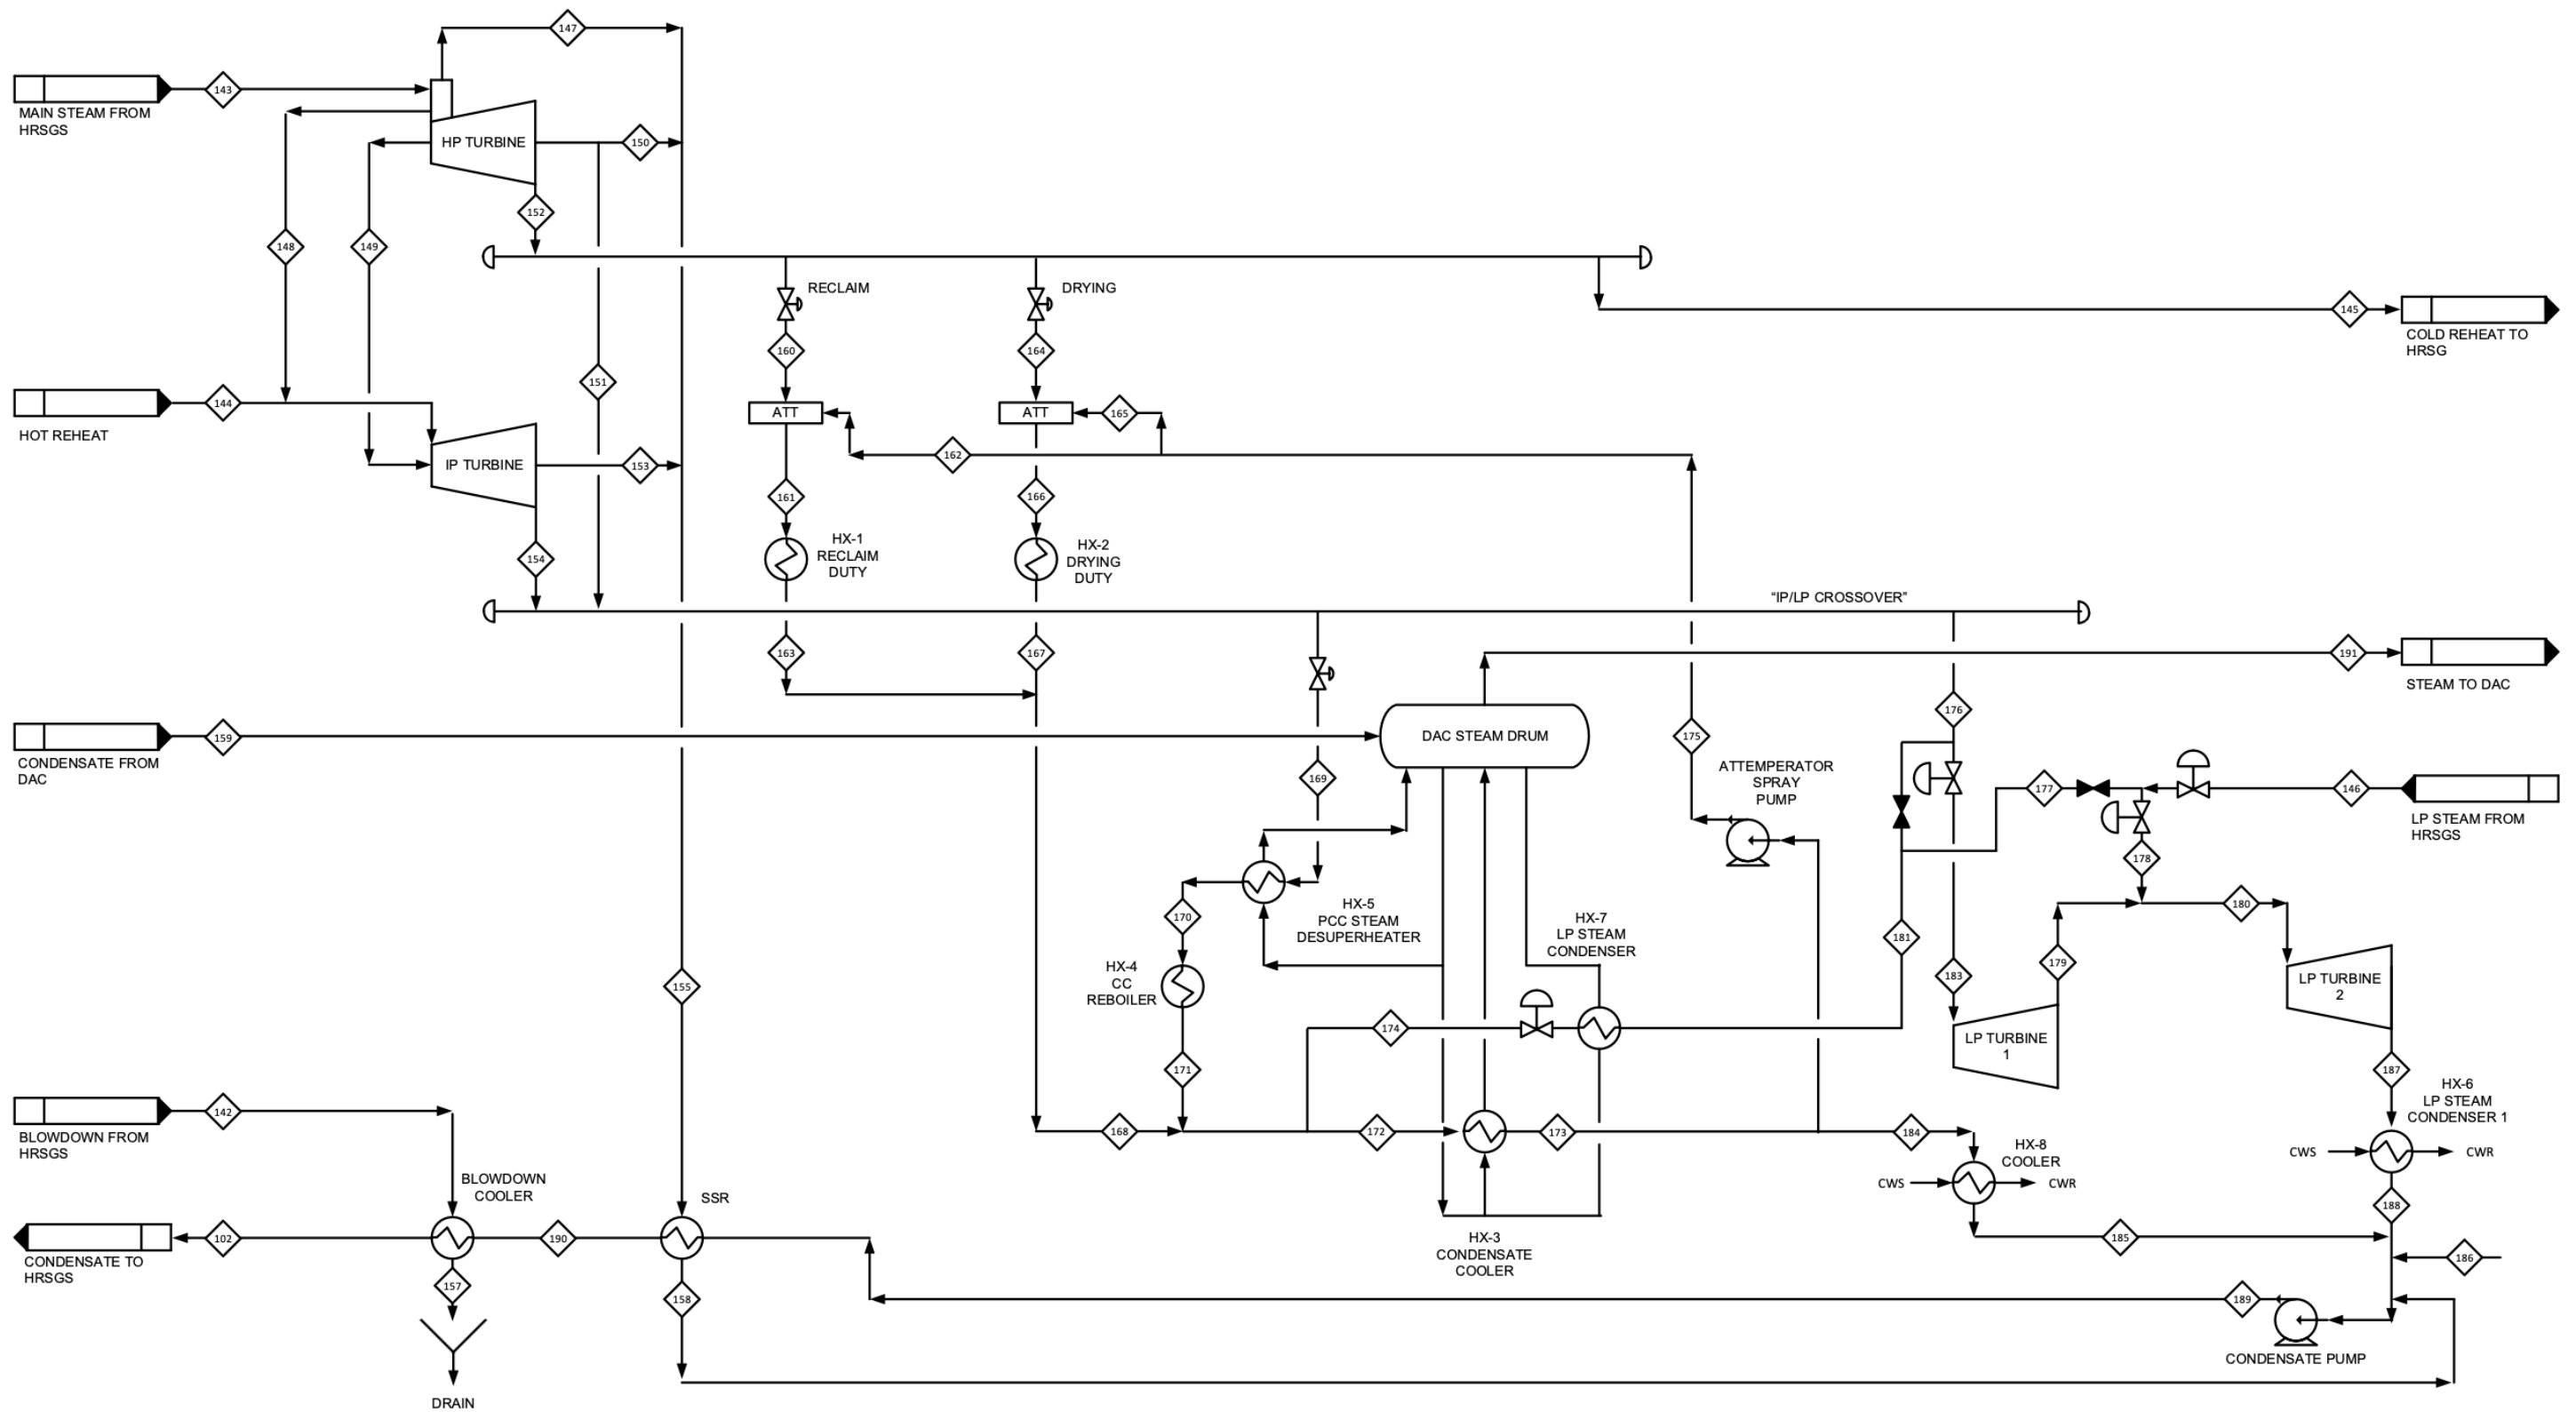 147
143
MAIN STEAM FROM
HRSGS
HP TURBINE
150
152
148
149
RECLAIM
DRYING
145
COLD REHEAT TO
HRSG
160
164
151
144
HOT REHEAT
ATT
ATT
165
162
IP TURBINE
153
161
166
154
HX-1
RECLAIM
DUTY
HX-2
DRYING
DUTY
"IP/LP CROSSOVER"
163
167
191
STEAM TO DAC
176
159
CONDENSATE FROM
DAC
DAC STEAM DRUM
175
169
ATTEMPERATOR
SPRAY
PUMP
177
146
LP STEAM FROM
HRSGS
178
170
HX-5
PCC STEAM
DESUPERHEATER
HX-7
LP STEAM
CONDENSER
180
181
179
183
HX-4
CC
REBOILER
155
LP TURBINE
2
174
LP TURBINE
1
171
187
HX-6
LP STEAM
CONDENSER 1
142
BLOWDOWN FROM
HRSGS
168
172
173
184
HX-8
COOLER
CWS
CWR
CWS
CWR
BLOWDOWN
COOLER
SSR
188
102
CONDENSATE TO
HRSGS
190
HX-3
CONDENSATE
COOLER
185
186
157
158
189
CONDENSATE PUMP
DRAIN